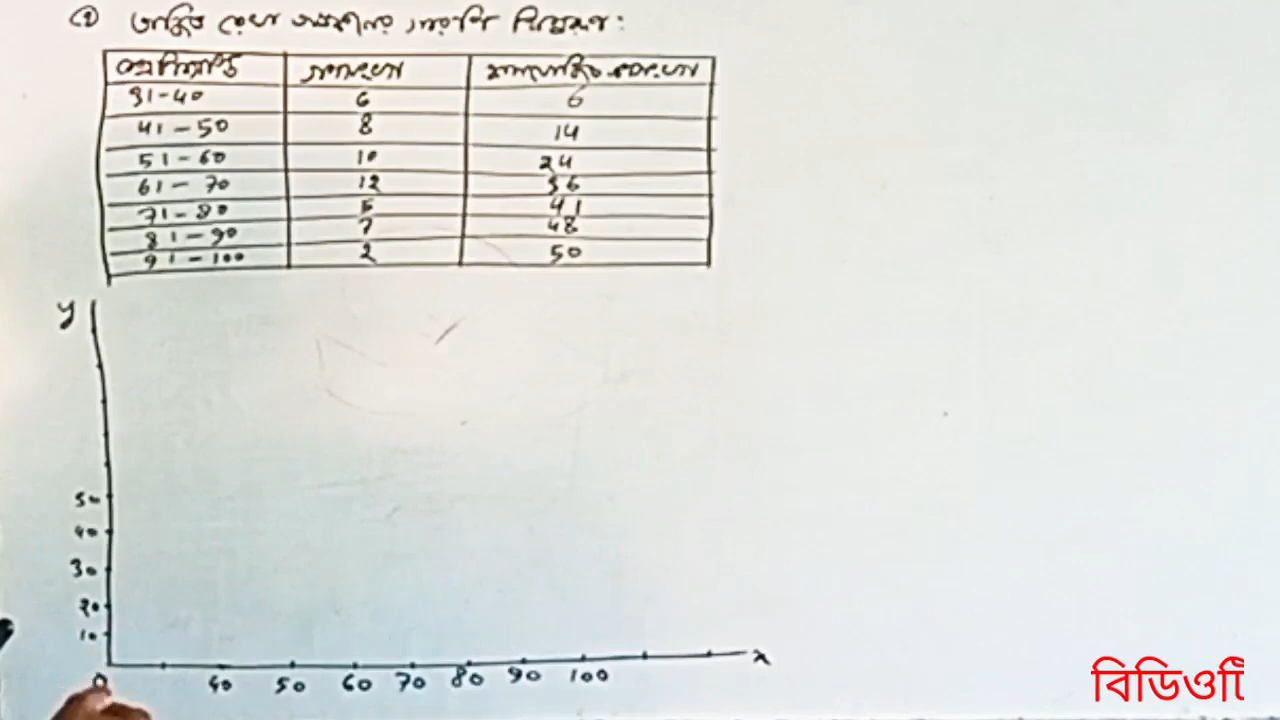 অজিভ রেখা অঙ্কনের সারণি নিম্নরূপ:
শ্রেণিব্যাপ্তি গণসংখ্যা ক্রমযোজিত গণসংখ্যা
31-40 6 6
41-50 8 14
51-60 10 24
61-70 12 36
71-80 5 41
81-90 7 48
91-100 2 50
y
50
40
30
20
10
0 40 50 60 70 80 90 100 x